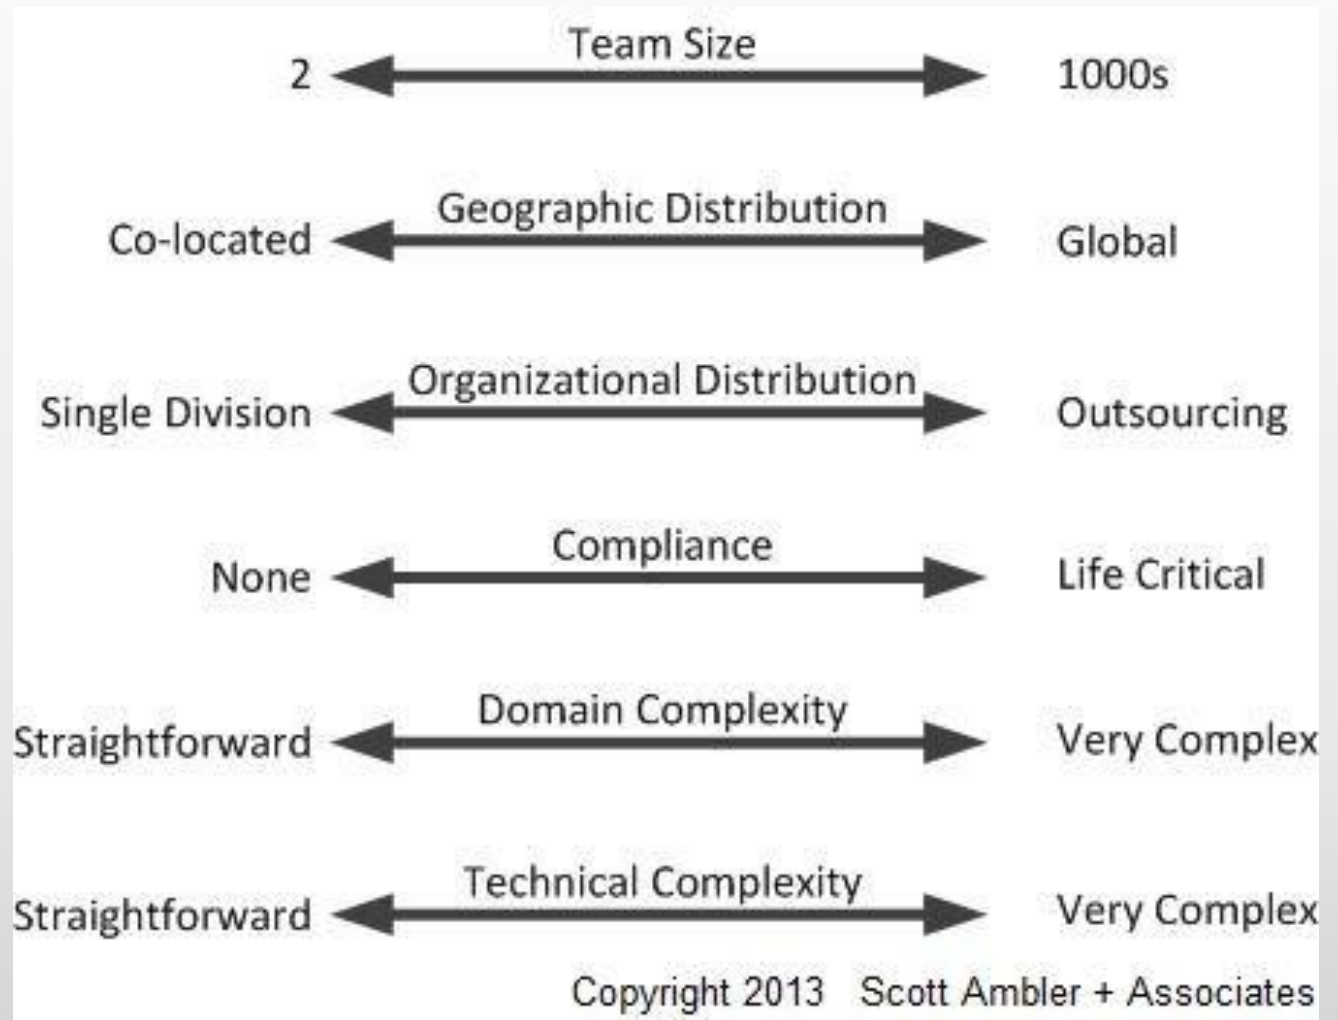 Team Size
2 1000s
Geographic Distribution
Co-located Global
Organizational Distribution
Single Division Outsourcing
Compliance
None Life Critical
Domain Complexity
Straightforward Very Complex
Technical Complexity
Straightforward Very Complex
Copyright 2013 Scott Ambler + Associates